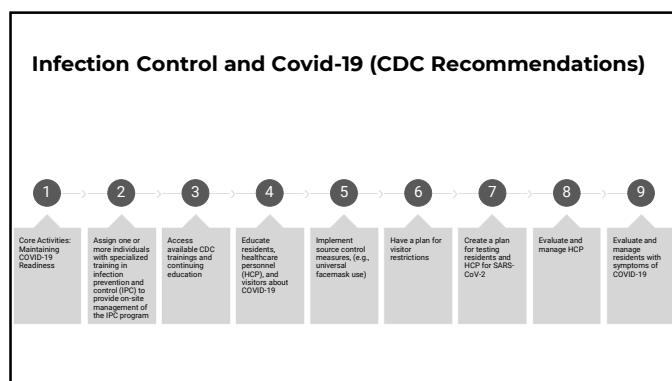 Infection Control and Covid-19 (CDC Recommendations)
1
2
3
4
5
6
7
8
9
Core Activities:
Maintaining
COVID-19
Readiness
Assign one or
more individuals
with specialized
training in
infection
prevention and
control (IPC) to
provide on-site
management of
the IPC program
Access
available CDC
trainings and
continuing
education
Educate
residents,
healthcare
personnel
(HCP), and
visitors about
COVID-19
Implement
source control
measures, (e.g.,
universal
facemask use)
Have a plan for
visitor
restrictions
Create a plan
for testing
residents and
HCP for SARS-
CoV-2
Evaluate and
manage HCP
Evaluate and
manage
residents with
symptoms of
COVID-19